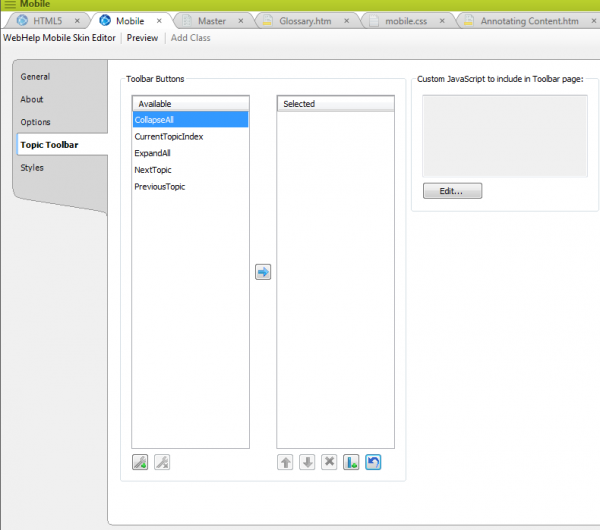 Mobile
HTML5 Mobile Master Glossary.htm mobile.css Annotating Content.htm
WebHelp Mobile Skin Editor Preview Add Class
General
About
Options
Topic Toolbar
Styles
Toolbar Buttons
Available
CollapseAll
CurrentTopicIndex
ExpandAll
NextTopic
PreviousTopic
Selected
Custom JavaScript to include in Toolbar page:
Edit...